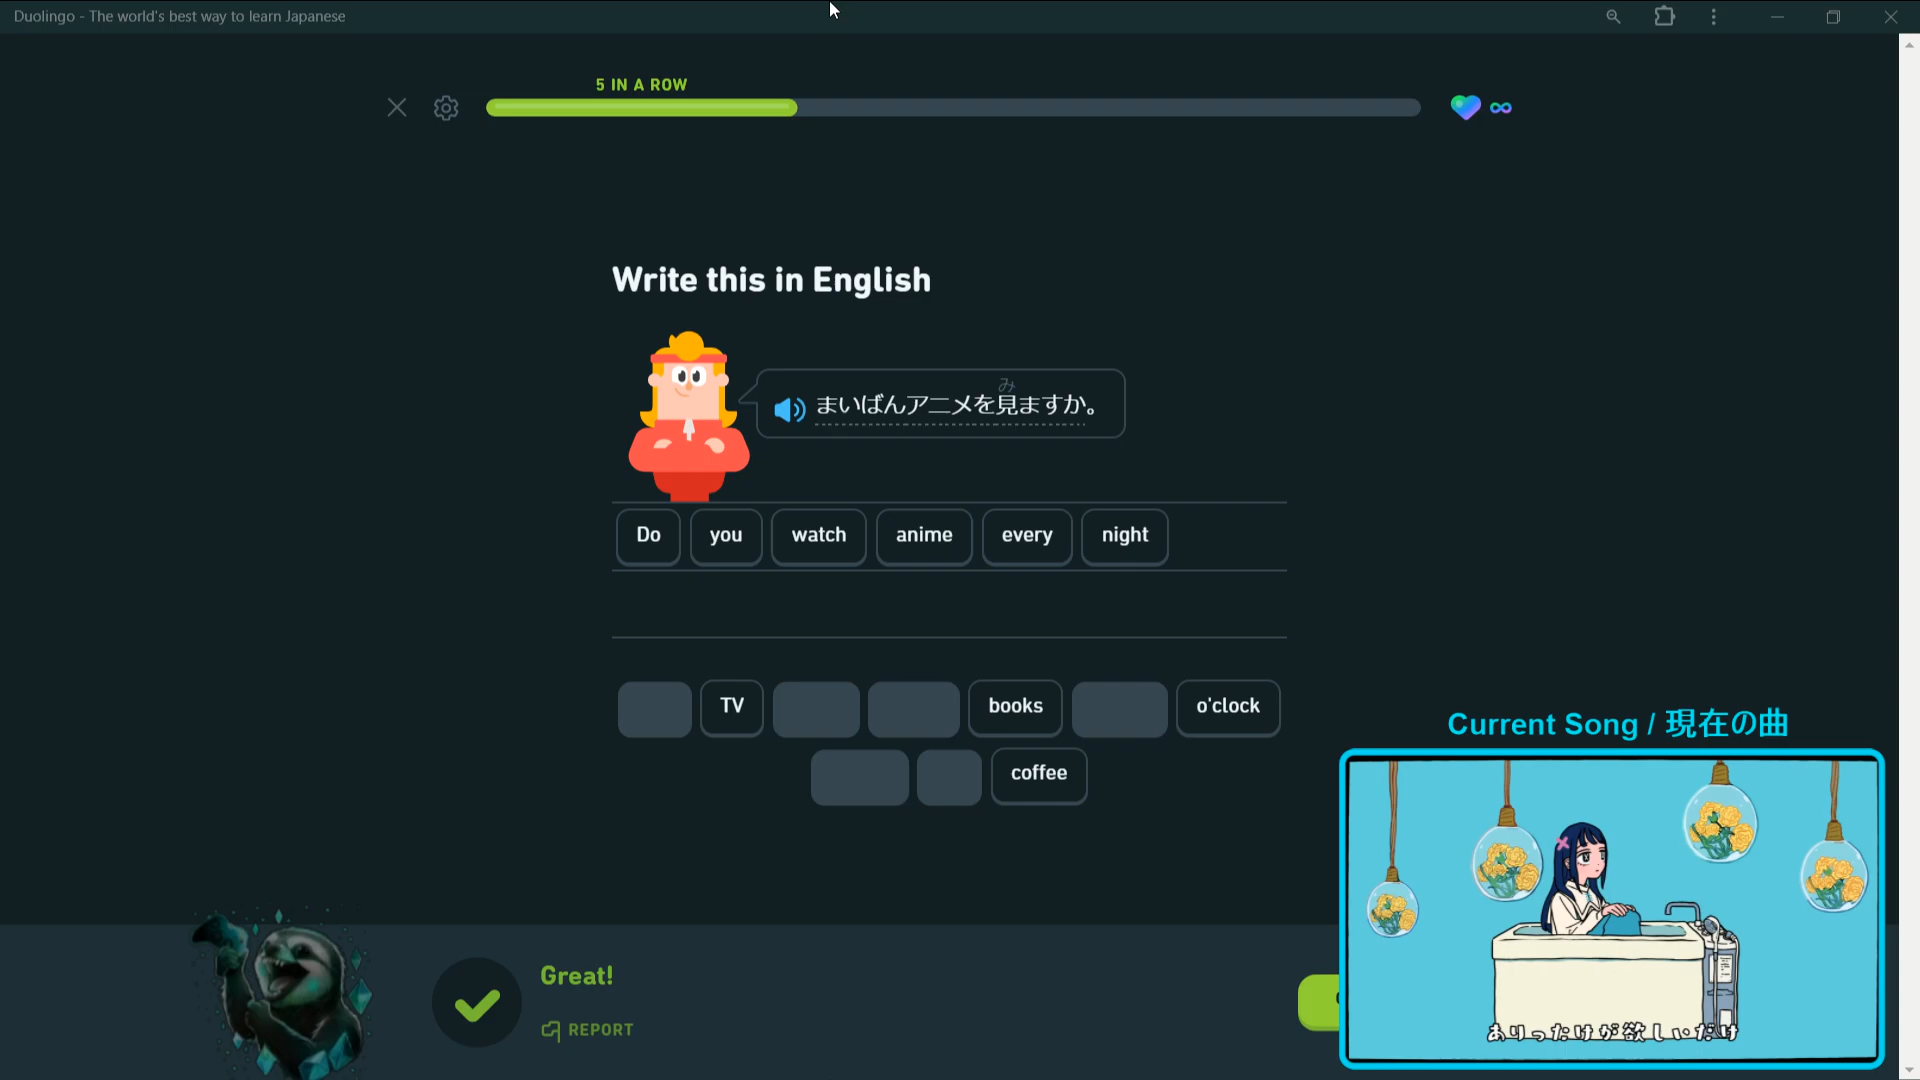 Duolingo - The world's best way to learn Japanese
5 IN A ROW
Write this in English
み
まいばんアニメを見ますか。
Do you watch anime every night
TV books o'clock
coffee
Current Song / 現在の曲
Great!
REPORT
ありったけが欲しいだけ